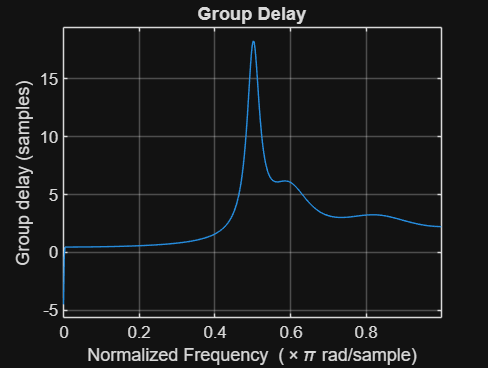 Group Delay
Group delay (samples)
15
10
5
0
-5
0 0.2 0.4 0.6 0.8
Normalized Frequency (× π rad/sample)